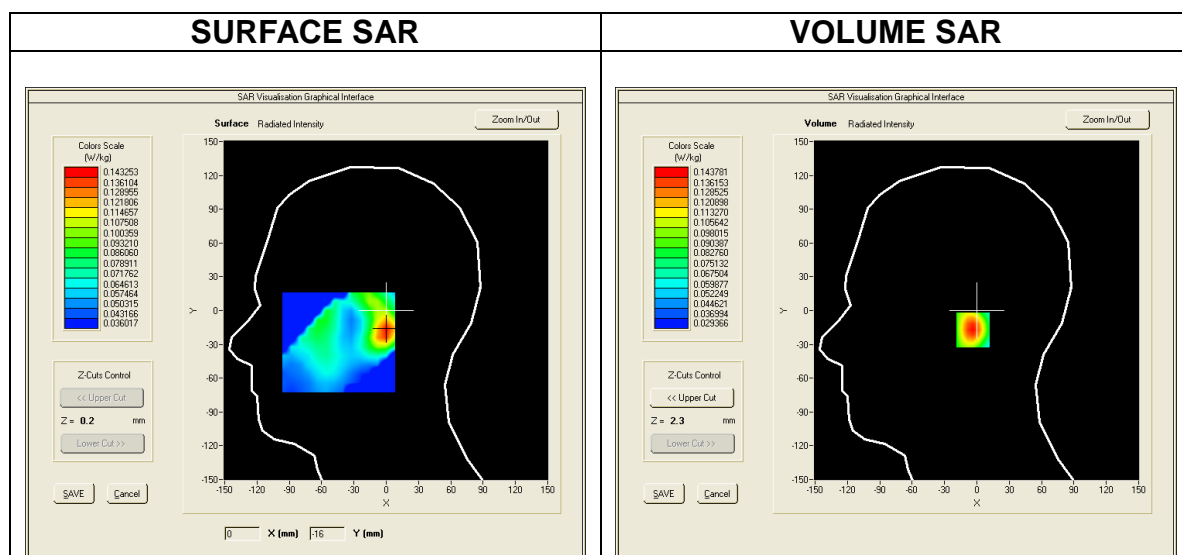 SURFACE SAR
SAR Visualisation Graphical Interface
Surface Radiated Intensity
Zoom In/Out
Colors Scale
(W/kg)
0.143253
0.136104
0.128955
0.121806
0.114657
0.107508
0.100359
0.093210
0.086060
0.078911
0.071762
0.064613
0.057464
0.050315
0.043166
0.036017
Z-Cuts Control
<< Upper Cut
Z = 0.2 mm
Lower Cut >>
SAVE Cancel
150
120
90
60
30
0
-30
-60
-90
-120
-150
Y
-150 -120 -90 -60 -30 0 30 60 90 120 150
X
0 X (mm) -16 Y (mm)
VOLUME SAR
SAR Visualisation Graphical Interface
Volume Radiated Intensity
Zoom In/Out
Colors Scale
(W/kg)
0.143781
0.136153
0.128525
0.120898
0.113270
0.105642
0.098015
0.090387
0.082760
0.075132
0.067504
0.059877
0.052249
0.044621
0.036994
0.029366
Z-Cuts Control
<< Upper Cut
Z = 2.3 mm
Lower Cut >>
SAVE Cancel
150
120
90
60
30
0
-30
-60
-90
-120
-150
Y
-150 -120 -90 -60 -30 0 30 60 90 120 150
X